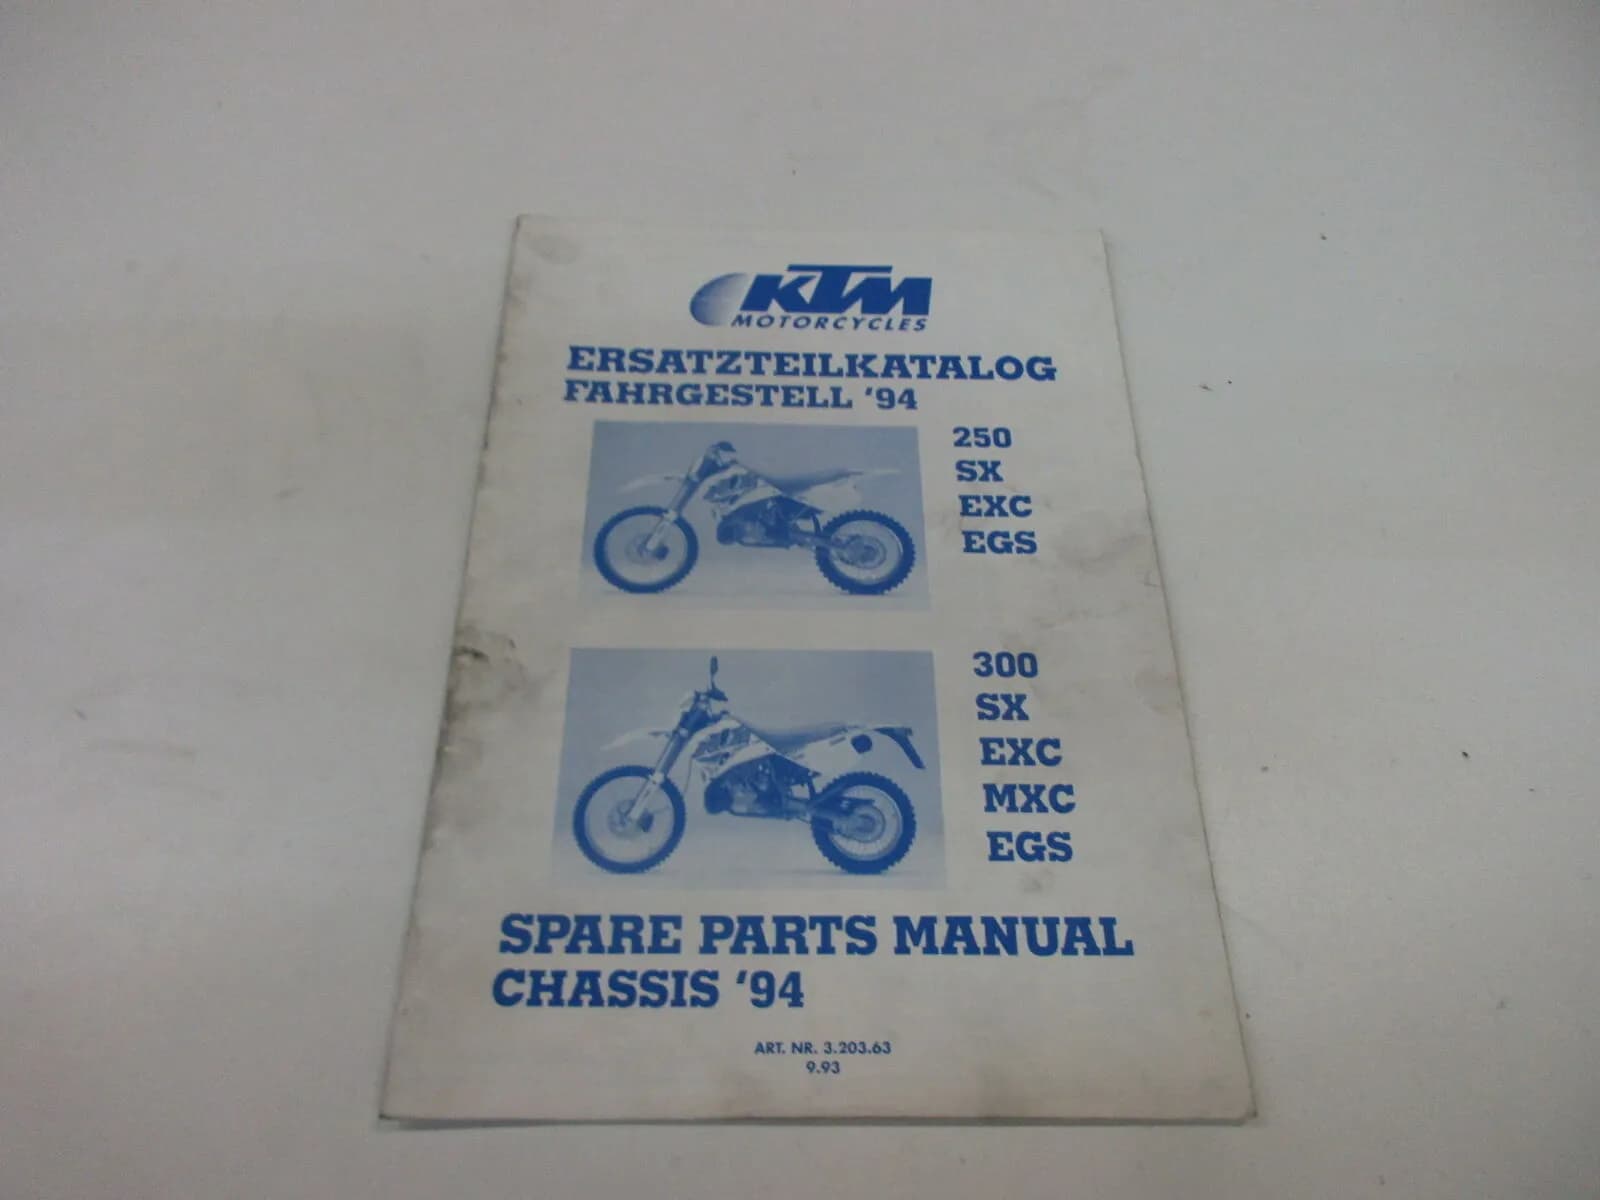 KTM
MOTORCYCLES
ERSATZTEILKATALOG
FAHRGESTELL '94
250
SX
EXC
EGS
300
SX
EXC
MXC
EGS
SPARE PARTS MANUAL
CHASSIS '94
ART. NR. 3.203.63
9.93